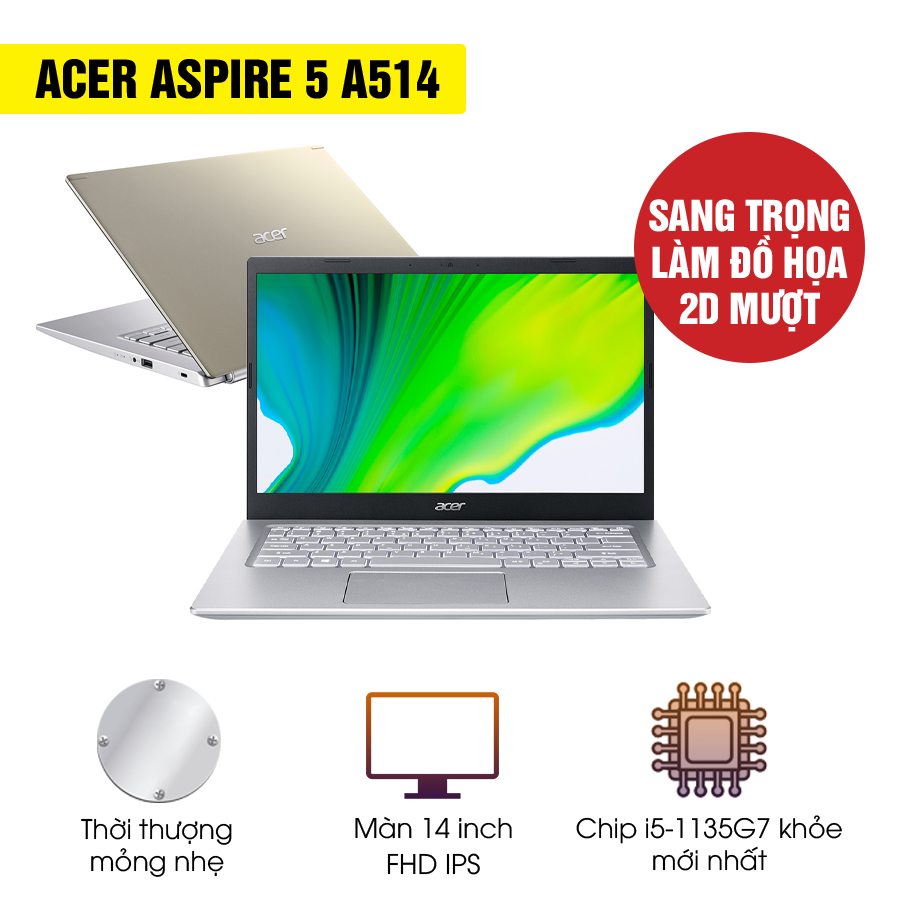 ACER ASPIRE 5 A514
acer
SANG TRỌNG
LÀM ĐỒ HỌA
2D MƯỢT
acer
Thời thượng
mỏng nhẹ
Màn 14 inch
FHD IPS
Chip i5-1135G7 khỏe
mới nhất